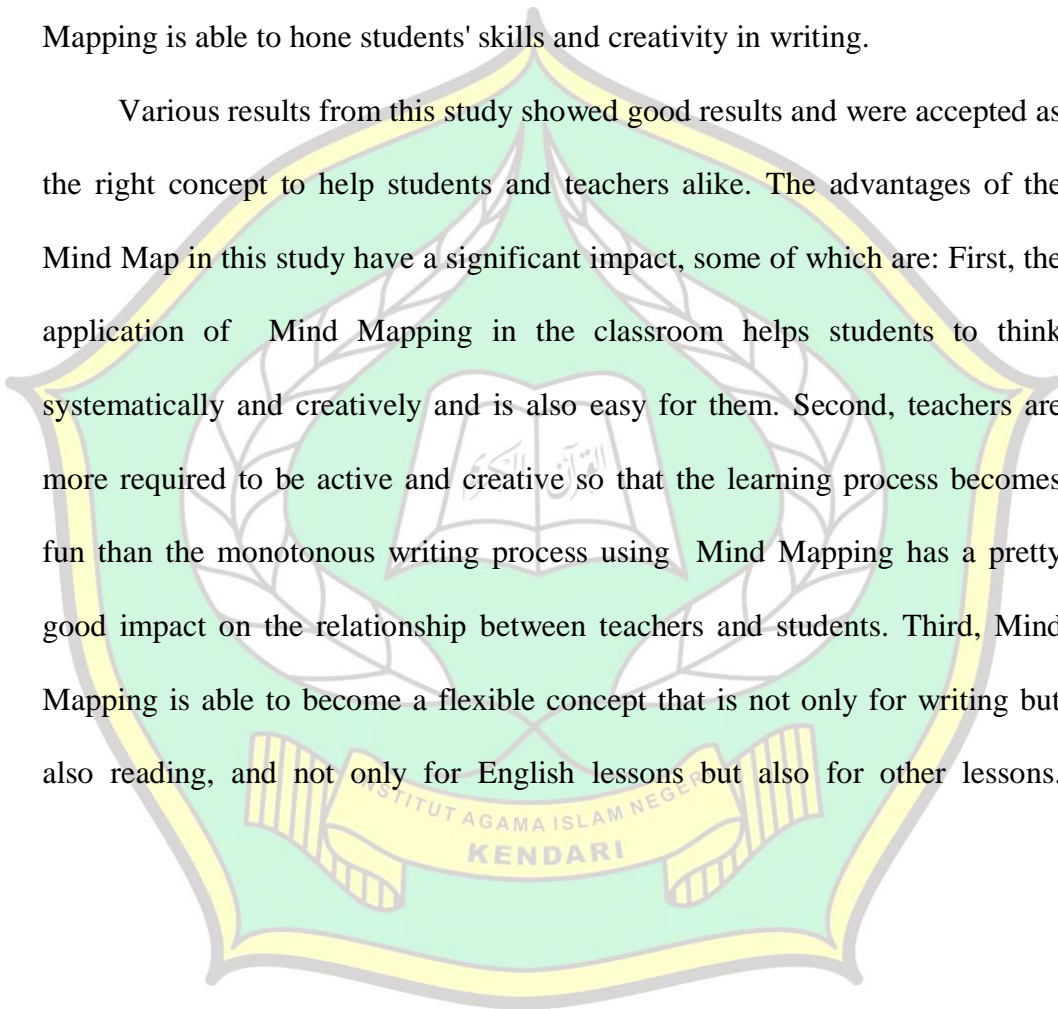 Mapping is able to hone students' skills and creativity in writing.
Various results from this study showed good results and were accepted as
the right concept to help students and teachers alike. The advantages of the
Mind Map in this study have a significant impact, some of which are: First, the
application of Mind Mapping in the classroom helps students to think
systematically and creatively and is also easy for them. Second, teachers are
more required to be active and creative so that the learning process becomes
fun than the monotonous writing process using Mind Mapping has a pretty
good impact on the relationship between teachers and students. Third, Mind
Mapping is able to become a flexible concept that is not only for writing but
also reading, and not only for English lessons but also for other lessons.
القرآن الكريم
INSTITUT AGAMA ISLAM NEGERI
KENDARI